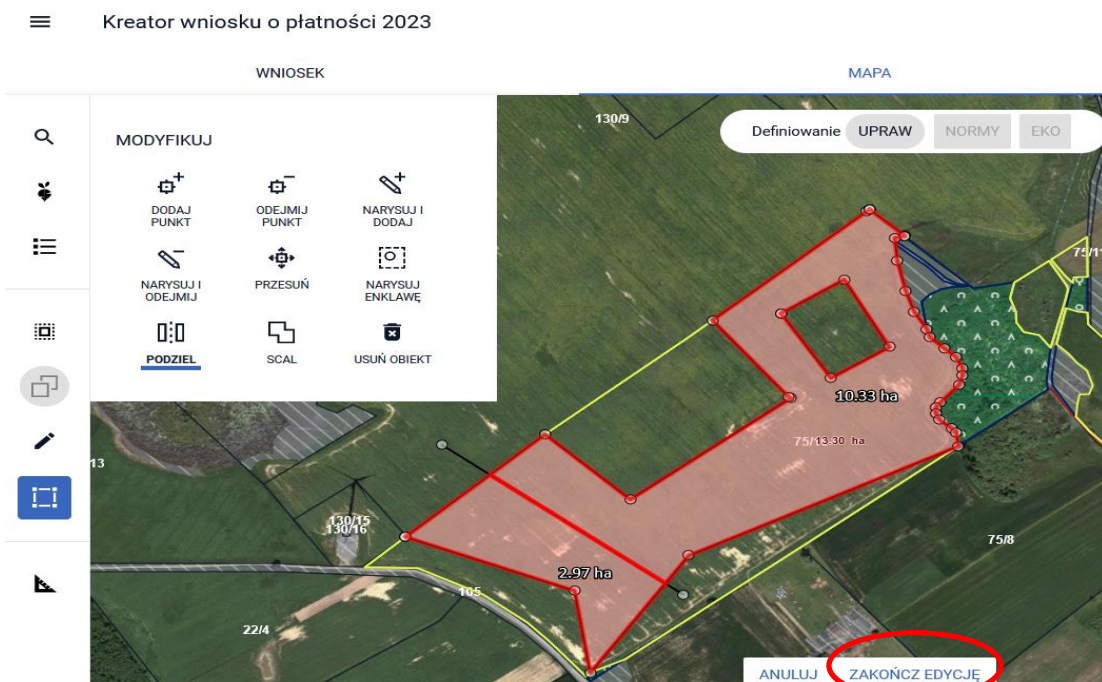 Kreator wniosku o płatności 2023
WNIOSEK
MAPA
MODYFIKUJ
DODAJ
PUNKT
ODEJMIJ
PUNKT
NARYSUJ I
DODAJ
NARYSUJ I
ODEJMIJ
PRZESUŃ
NARYSUJ
ENKLAWĘ
PODZIEL
SCAL
USUŃ OBIEKT
Definiowanie UPRAW NORMY EKO
130/9
75/11
10.33 ha
13.30 ha
13
130/15
130/16
75/8
2.97 ha
105
22/4
ANULUJ ZAKOŃCZ EDYCJĘ